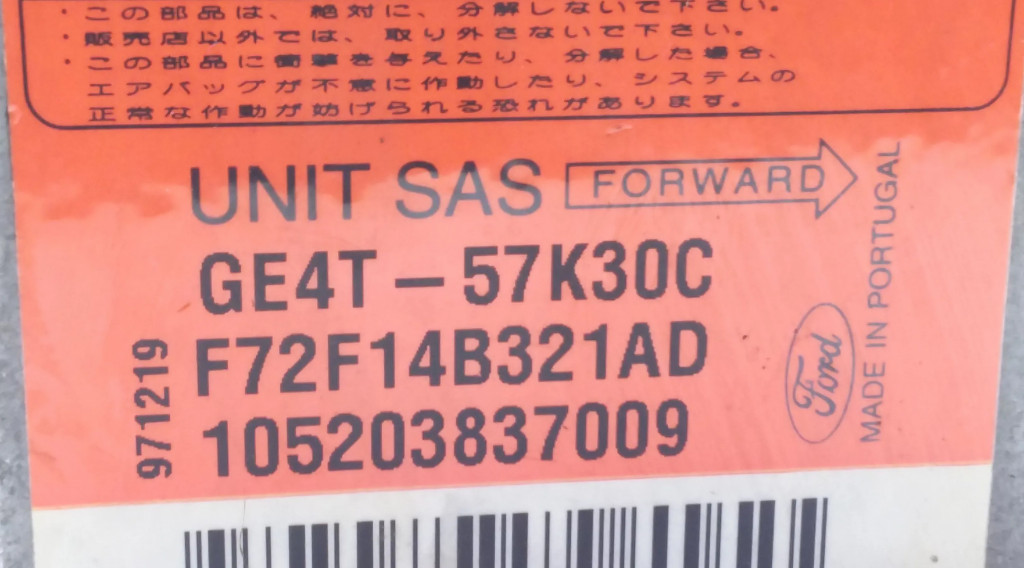 ・この部品は、絶対に、分解しないで下さい。
・販売店以外では、取り外さないで下さい。
・この部品に衝撃を与えたり、分解した場合、
エアバッグが不意に作動したり、システムの
正常な作動が妨げられる恐れがあります。
UNIT SAS FORWARD
GE4T-57K30C
F72F14B321AD
105203837009
971219
Ford
MADE IN PORTUGAL